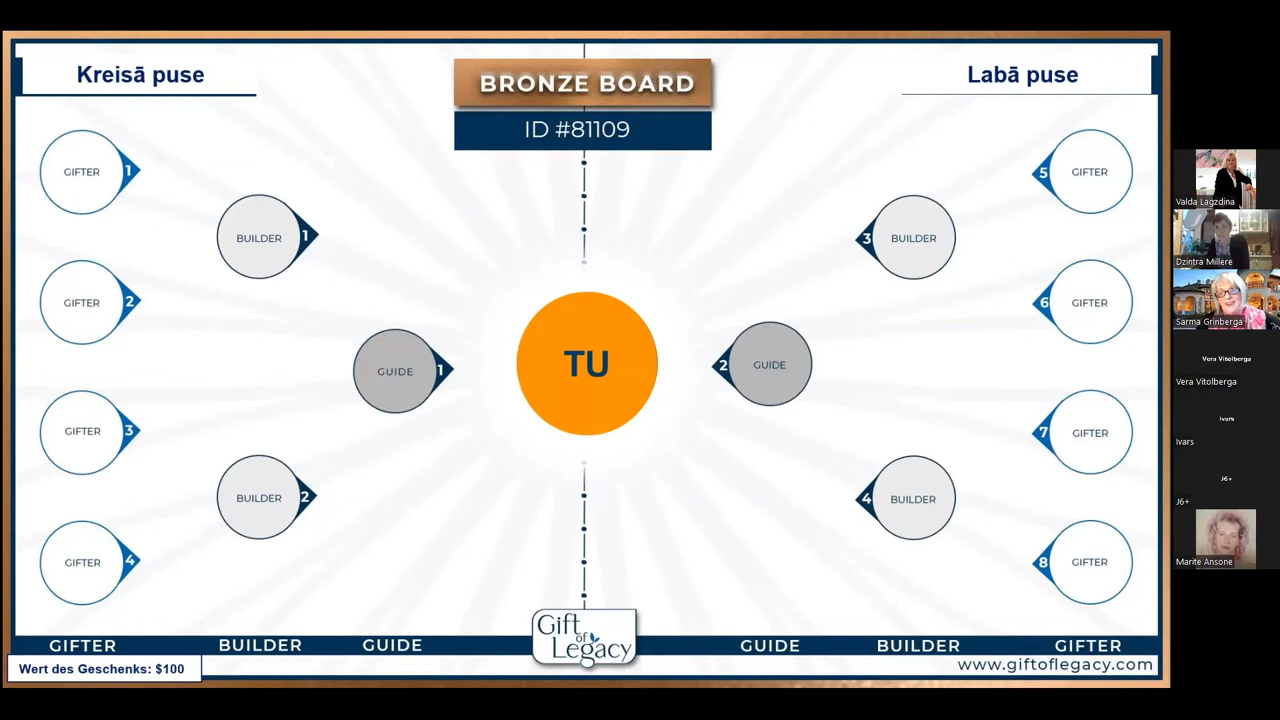 Kreisā puse
BRONZE BOARD
ID #81109
Labā puse
GIFTER 1
GIFTER 2
GIFTER 3
GIFTER 4
BUILDER 1
BUILDER 2
GUIDE 1
TU
2 GUIDE
3 BUILDER
4 BUILDER
5 GIFTER
6 GIFTER
7 GIFTER
8 GIFTER
GIFTER BUILDER GUIDE
Gift
of
Legacy
GUIDE BUILDER GIFTER
Wert des Geschenks: $100
www.giftoflegacy.com
Valda Lagzdina
Dzintra Millere
Sarma Grinberga
Vera Vitolberga
Vera Vitolberga
Ivars
Ivars
J6+
J6+
Marite Ansone